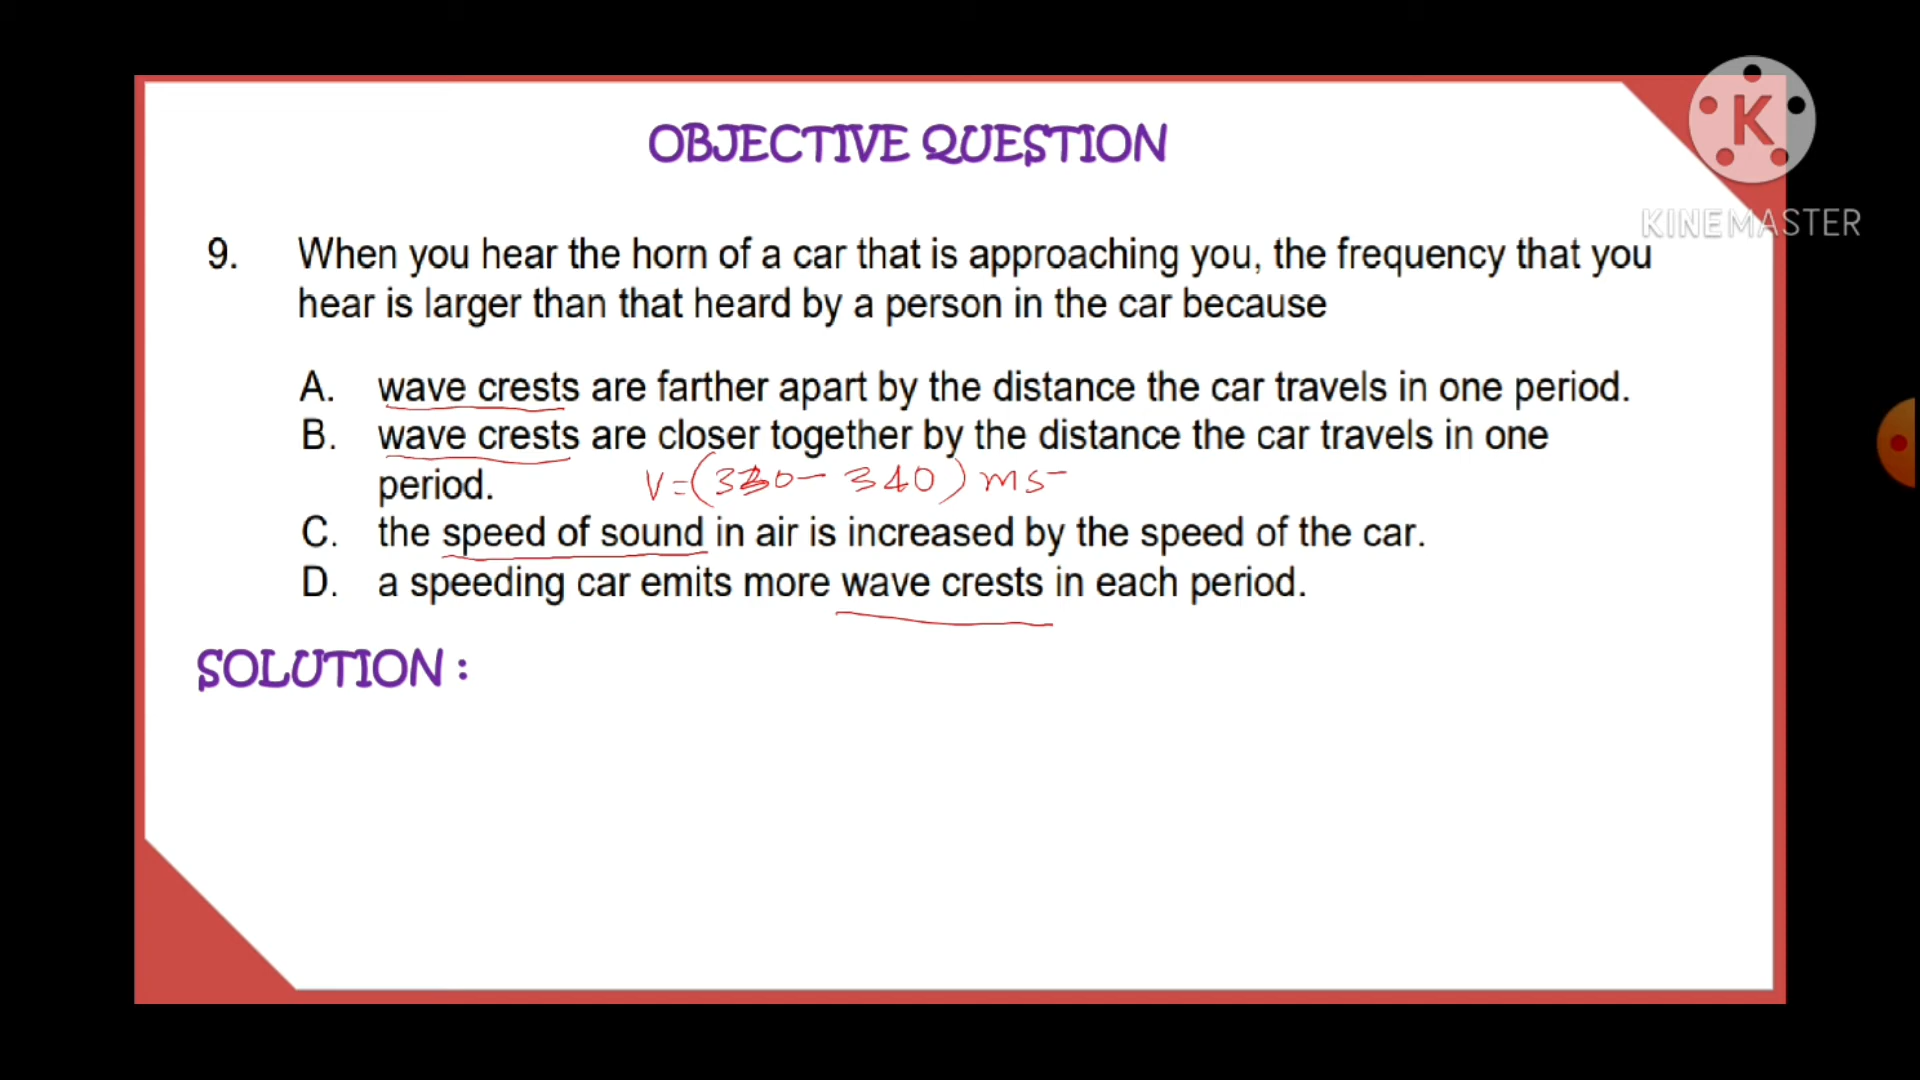 K
KINEMASTER
OBJECTIVE QUESTION
9. When you hear the horn of a car that is approaching you, the frequency that you
hear is larger than that heard by a person in the car because
A. wave crests are farther apart by the distance the car travels in one period.
B. wave crests are closer together by the distance the car travels in one
period. V=(330-340)ms-
C. the speed of sound in air is increased by the speed of the car.
D. a speeding car emits more wave crests in each period.
SOLUTION :